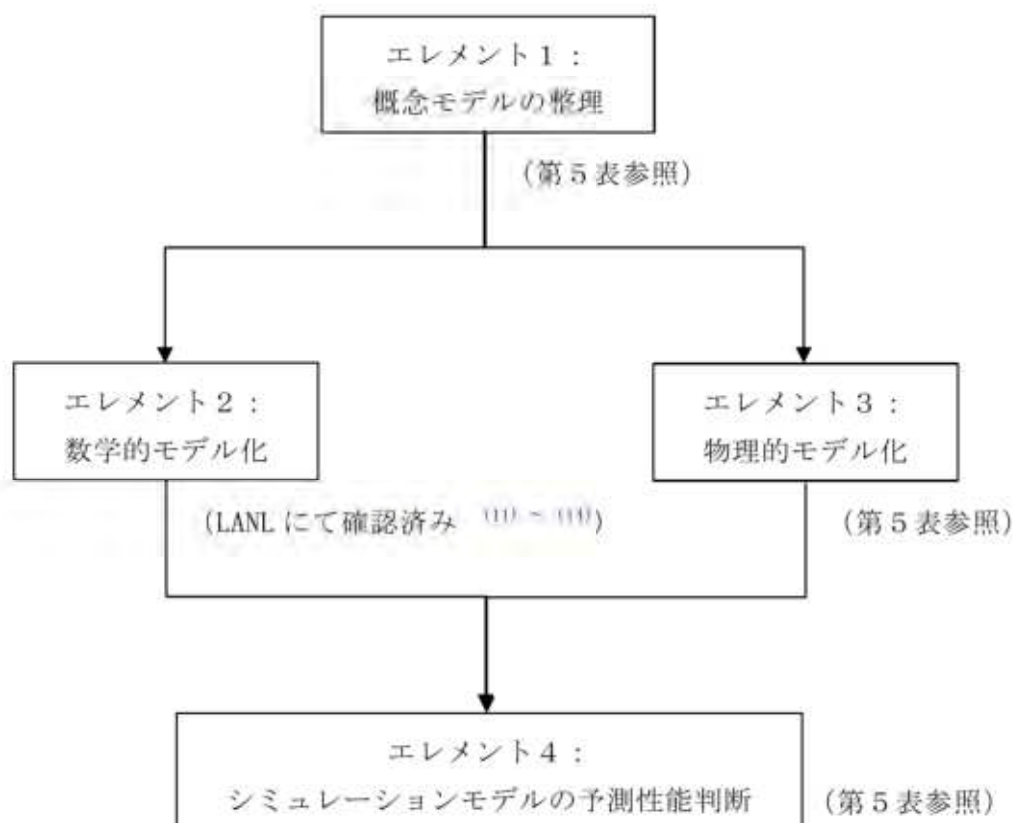 エレメント1：
概念モデルの整理
（第5表参照）
エレメント2：
数学的モデル化
エレメント3：
物理的モデル化
（LANLにて確認済み (11) ～ (14)）
（第5表参照）
エレメント4：
シミュレーションモデルの予測性能判断
（第5表参照）